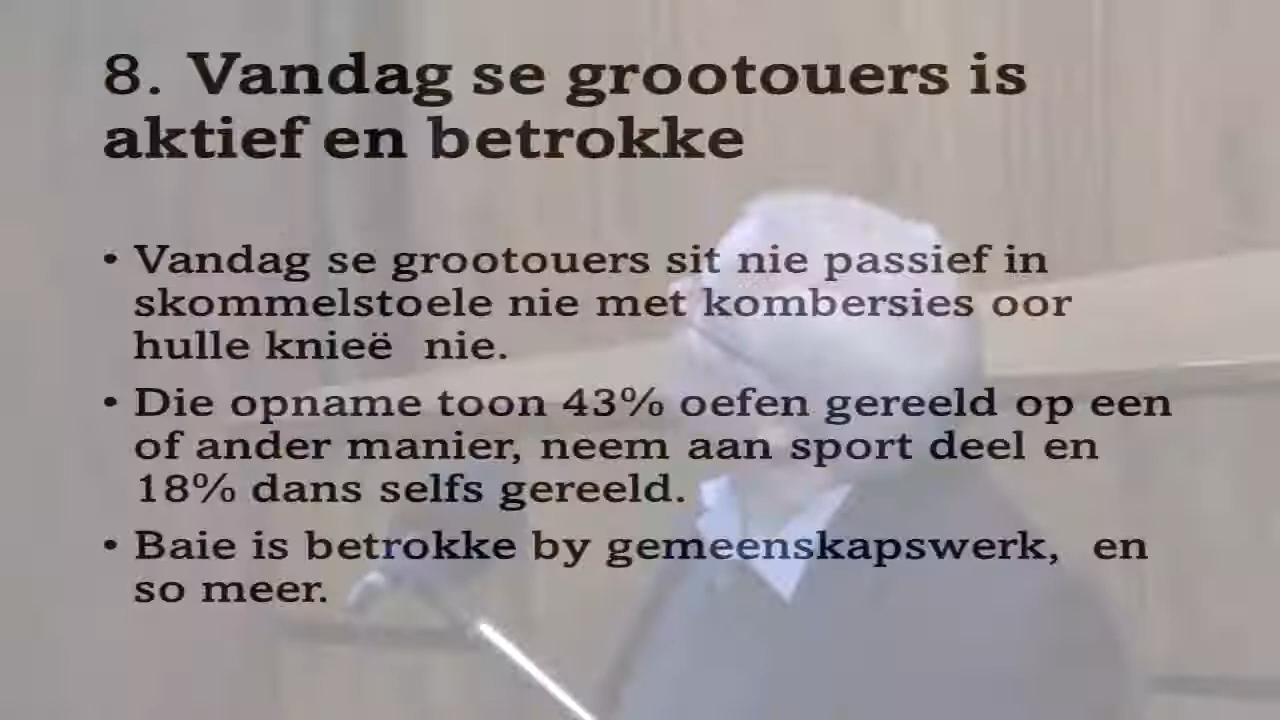 8. Vandag se grootouers is
aktief en betrokke
• Vandag se grootouers sit nie passief in
skommelstoele nie met kombersies oor
hulle knieë  nie.
• Die opname toon 43% oefen gereeld op een
of ander manier, neem aan sport deel en
18% dans selfs gereeld.
• Baie is betrokke by gemeenskapswerk,  en
so meer.